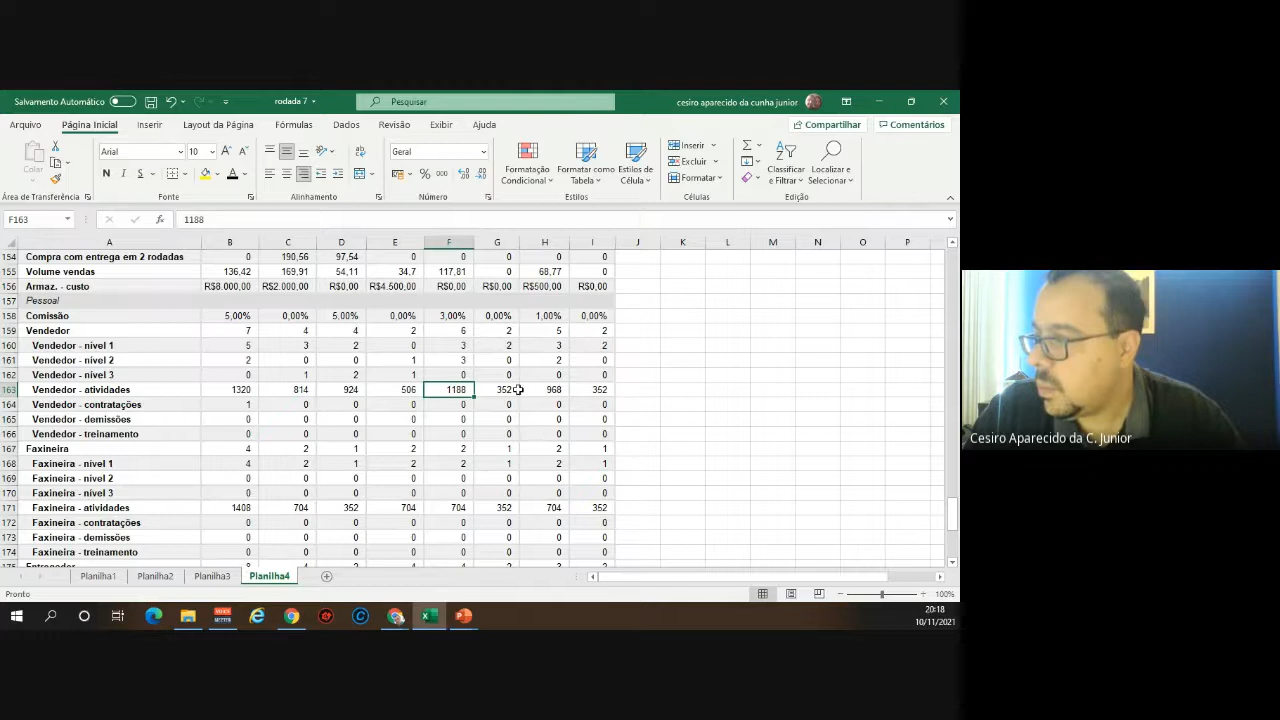 Salvamento Automático
rodada 7
Pesquisar
cesiro aparecido da cunha junior
Arquivo Página Inicial Inserir Layout da Página Fórmulas Dados Revisão Exibir Ajuda
Compartilhar Comentários
Colar
Arial 10
N I S
Geral
% 000
Formatação Condicional
Formatar como Tabela
Estilos de Célula
Inserir
Excluir
Formatar
Classificar e Filtrar
Localizar e Selecionar
Área de Transferência Fonte Alinhamento Número Estilos Células Edição
F163 fx 1188
A B C D E F G H I J K L M N O P
154 Compra com entrega em 2 rodadas 0 190,56 97,54 0 0 0 0 0
155 Volume vendas 136,42 169,91 54,11 34.7 117,81 0 68,77 0
156 Armaz. - custo R$8.000,00 R$2.000,00 R$0,00 R$4.500,00 R$0,00 R$0,00 R$500,00 R$0,00
157 Pessoal
158 Comissão 5,00% 0,00% 5,00% 0,00% 3,00% 0,00% 1,00% 0,00%
159 Vendedor 7 4 4 2 6 2 5 2
160 Vendedor - nível 1 5 3 2 0 3 2 3 2
161 Vendedor - nível 2 2 0 0 1 3 0 2 0
162 Vendedor - nível 3 0 1 2 1 0 0 0 0
163 Vendedor - atividades 1320 814 924 506 1188 352 968 352
164 Vendedor - contratações 1 0 0 0 0 0 0 0
165 Vendedor - demissões 0 0 0 0 0 0 0 0
166 Vendedor - treinamento 0 0 0 0 0 0 0 0
167 Faxineira 4 2 1 2 2 1 2 1
168 Faxineira - nível 1 4 2 1 2 2 1 2 1
169 Faxineira - nível 2 0 0 0 0 0 0 0 0
170 Faxineira - nível 3 0 0 0 0 0 0 0 0
171 Faxineira - atividades 1408 704 352 704 704 352 704 352
172 Faxineira - contratações 0 0 0 0 0 0 0 0
173 Faxineira - demissões 0 0 0 0 0 0 0 0
174 Faxineira - treinamento 0 0 0 0 0 0 0 0
Planilha1 Planilha2 Planilha3 Planilha4
Pronto
100%
20:18
10/11/2021
Cesiro Aparecido da C. Junior